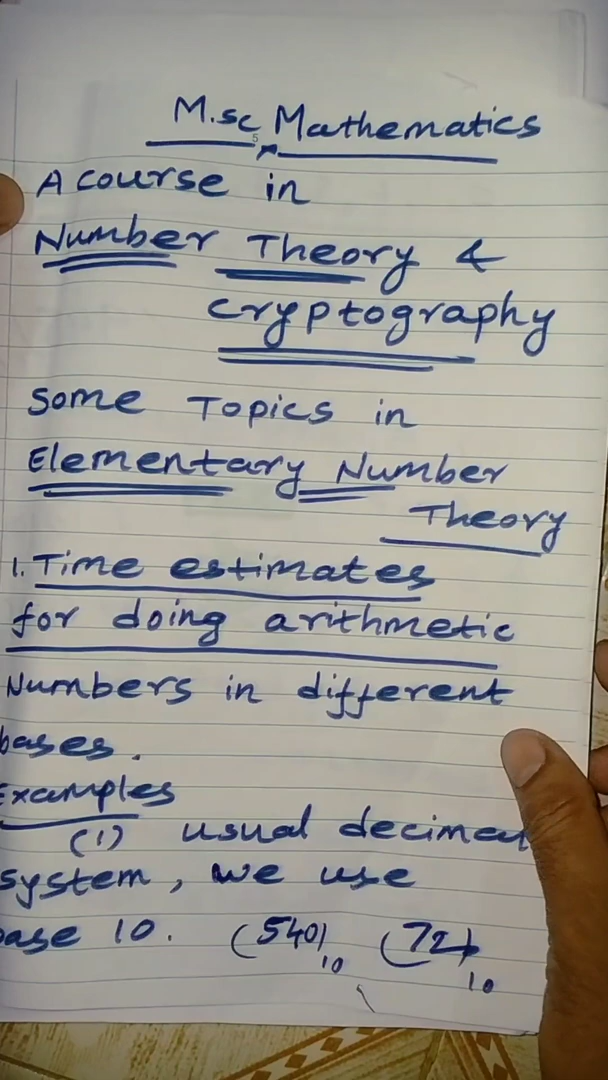 M.sc Mathematics
A course in
Number Theory &
cryptography
some Topics in
Elementary Number
Theory
1. Time estimates
for doing arithmetic
Numbers in different
bases.
Examples
(1) usual decimal
system, we use
base 10. (540)10 (72)10